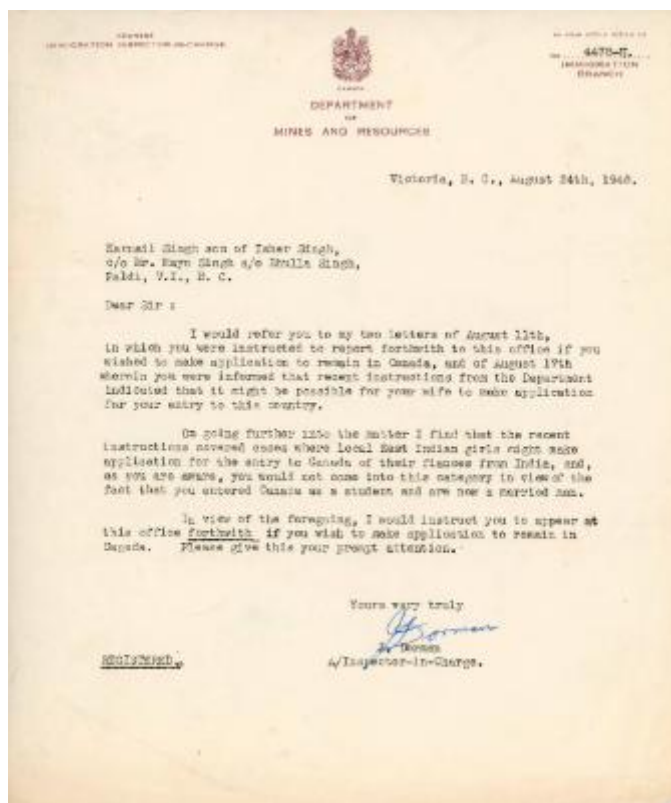 IMMIGRATION INSPECTOR-IN-CHARGE
4478-E.
IMMIGRATION
BRANCH
CANADA
DEPARTMENT
OF
MINES AND RESOURCES
Victoria, B. C., August 24th, 1948.
Karnail Singh son of Isher Singh,
c/o Mr. Mayo Singh s/o Bhulla Singh,
Paldi, V.I., B. C.
Dear Sir :
I would refer you to my two letters of August 11th,
in which you were instructed to report forthwith to this office if you
wished to make application to remain in Canada, and of August 17th
wherein you were informed that recent instructions from the Department
indicated that it might be possible for your wife to make application
for your entry to this country.
On going further into the matter I find that the recent
instructions covered cases where local East Indian girls might make
application for the entry to Canada of their fiances from India, and,
as you are aware, you would not come into this category in view of the
fact that you entered Canada as a student and are now a married man.
In view of the foregoing, I would instruct you to appear at
this office forthwith if you wish to make application to remain in
Canada. Please give this your prompt attention.
Yours very truly
Dorman
REGISTERED.
A/Inspector-in-Charge.